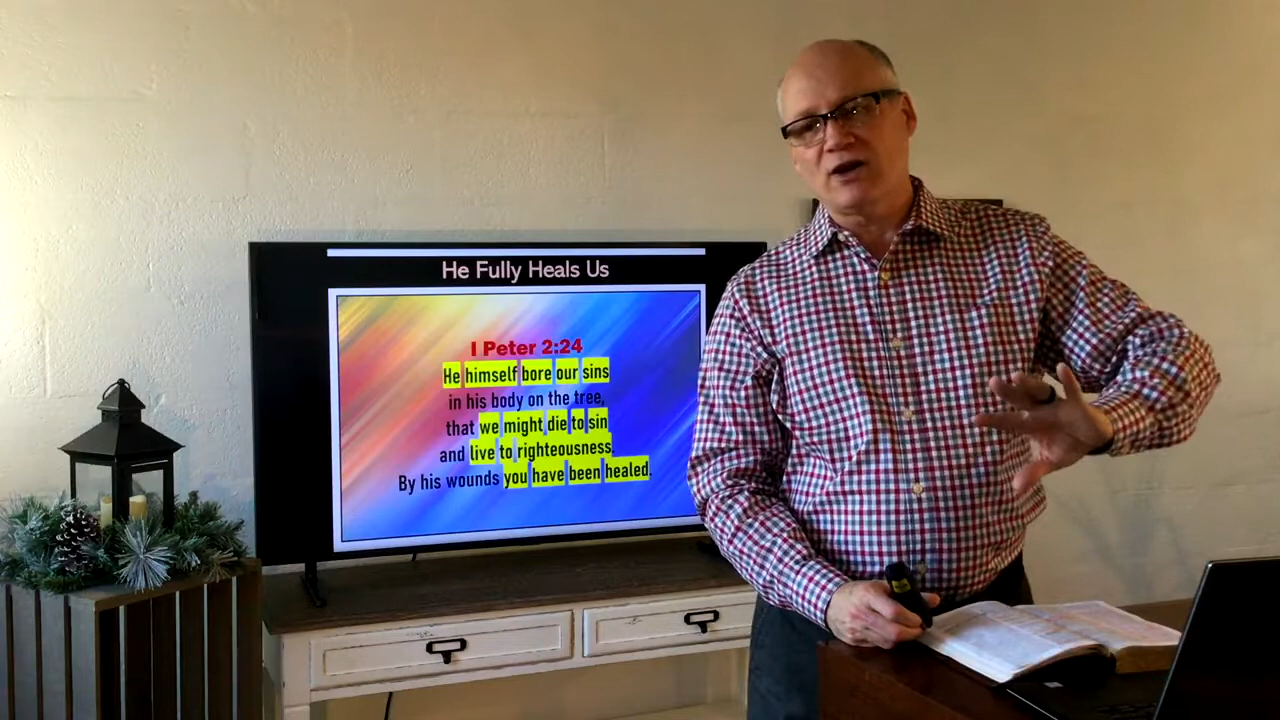 He Fully Heals Us
I Peter 2:24
He himself bore our sins
in his body on the tree,
that we might die to sin
and live to righteousness.
By his wounds you have been healed.